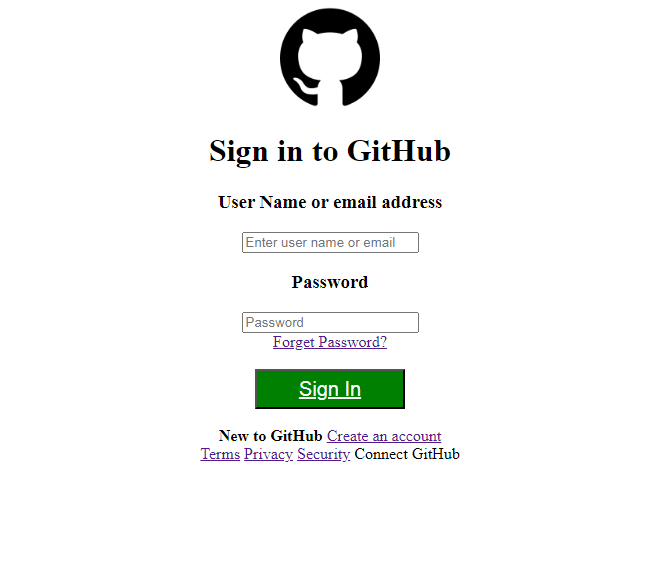 Sign in to GitHub
User Name or email address
Enter user name or email
Password
Password
Forget Password?
Sign In
New to GitHub Create an account
Terms Privacy Security Connect GitHub